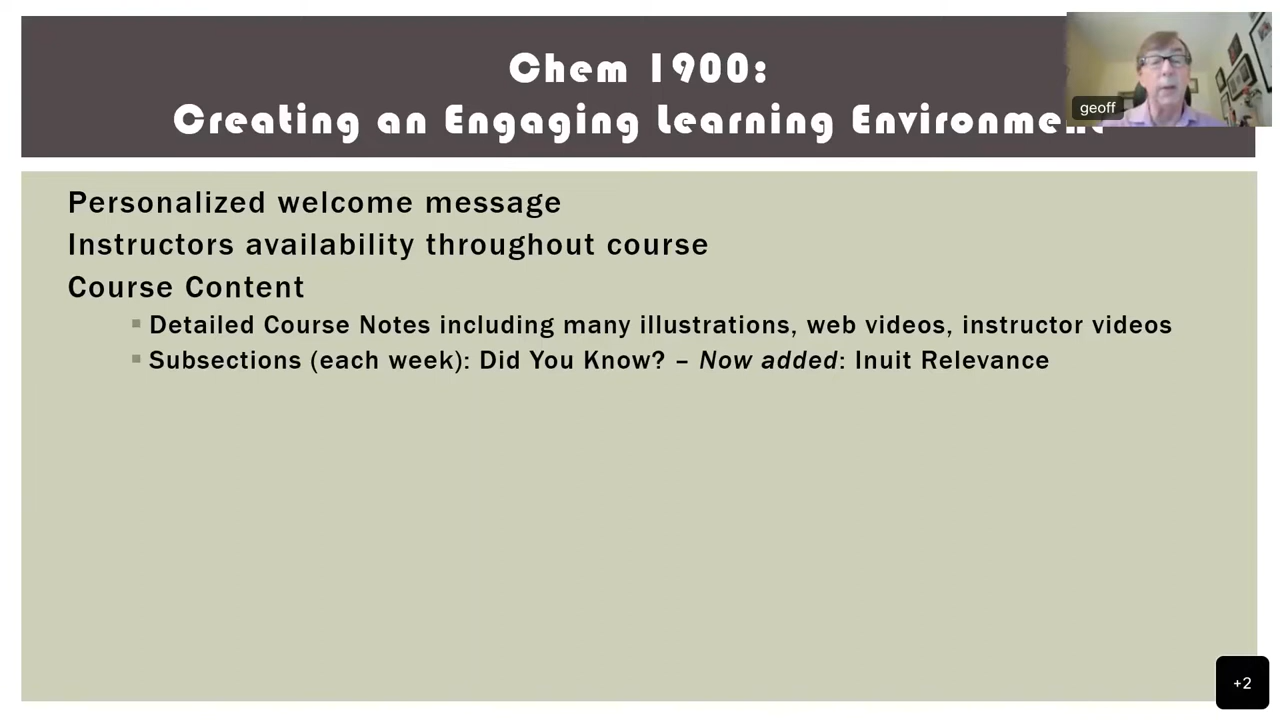 Chem 1900:
Creating an Engaging Learning Environment
geoff
Personalized welcome message
Instructors availability throughout course
Course Content
Detailed Course Notes including many illustrations, web videos, instructor videos
Subsections (each week): Did You Know? – Now added: Inuit Relevance
+2